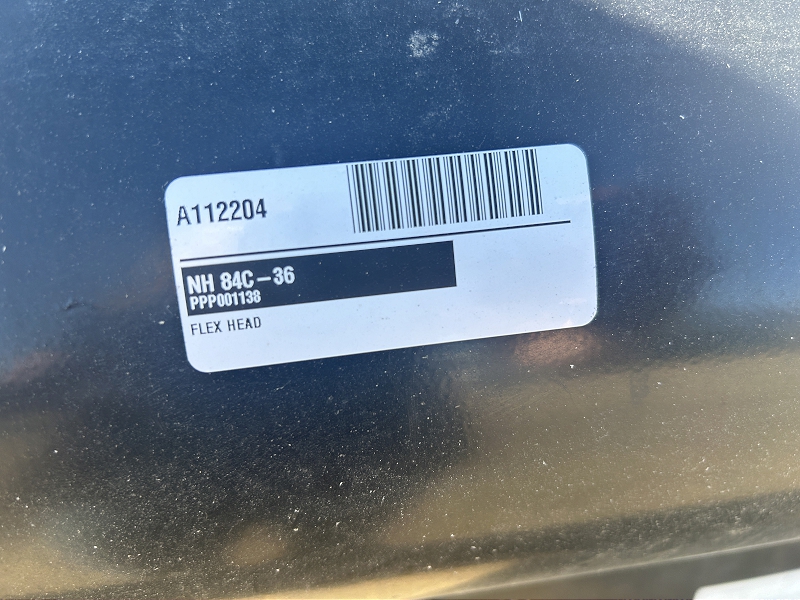 A112204
NH 84C-36
PPP001138
FLEX HEAD